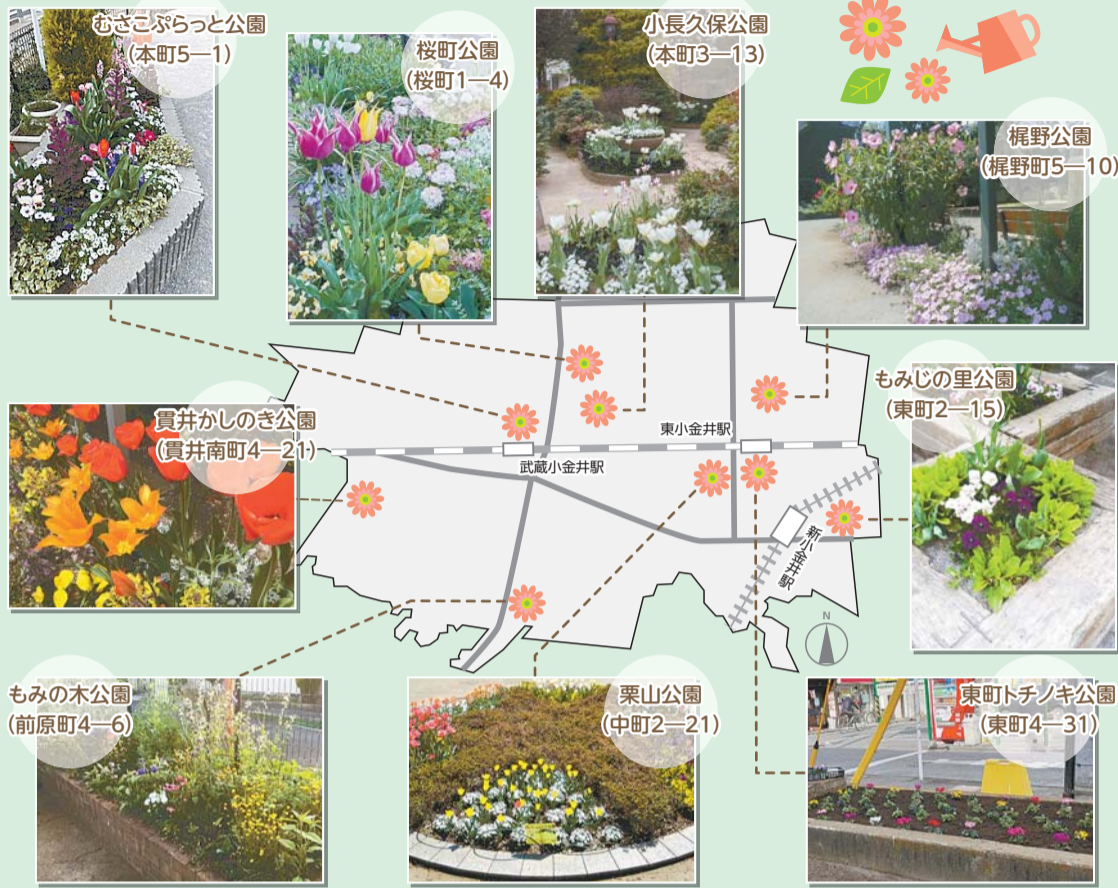 むさこぷらっと公園
(本町5―1)
桜町公園
(桜町1―4)
小長久保公園
(本町3―13)
梶野公園
(梶野町5―10)
もみじの里公園
(東町2―15)
貫井かしのき公園
(貫井南町4―21)
東小金井駅
武蔵小金井駅
新小金井駅
N
もみの木公園
(前原町4―6)
栗山公園
(中町2―21)
東町トチノキ公園
(東町4―31)